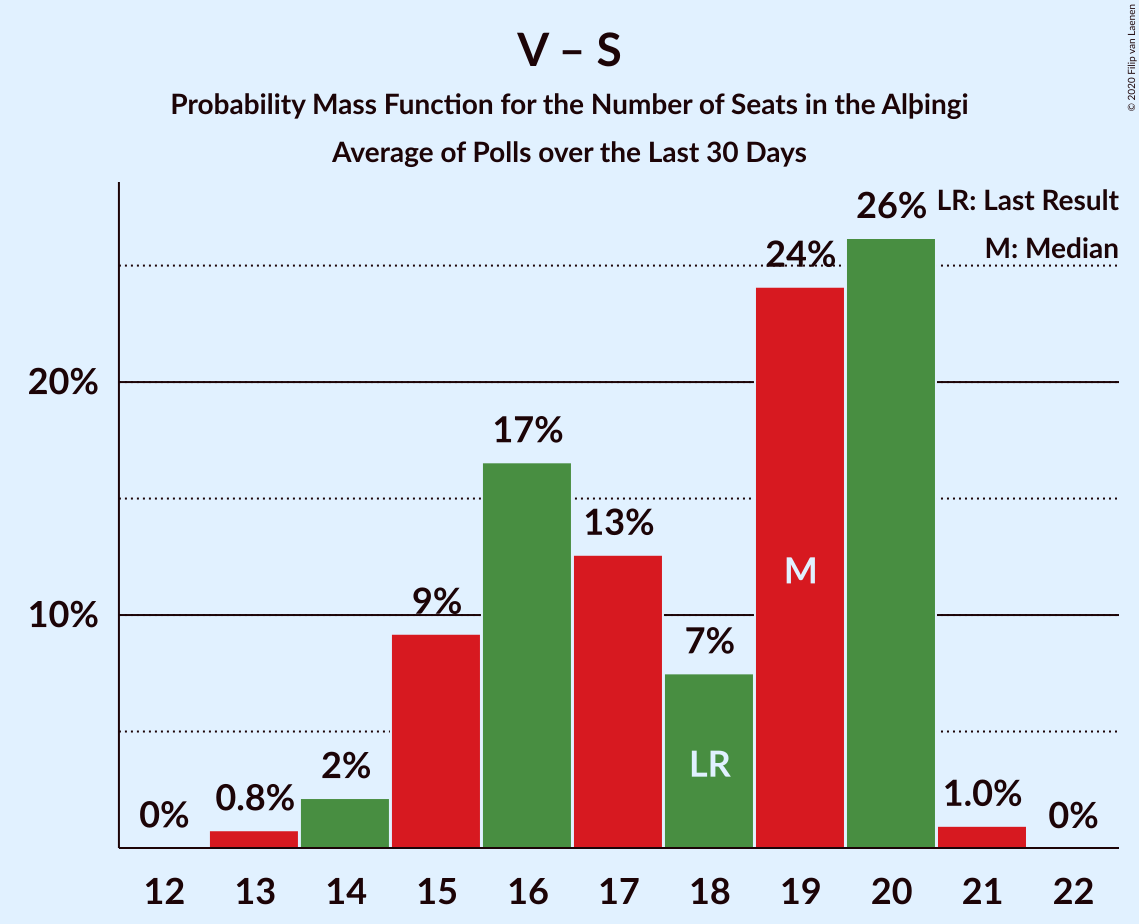 V – S
Probability Mass Function for the Number of Seats in the Alþingi
Average of Polls over the Last 30 Days
© 2020 Filip van Laenen
LR: Last Result
M: Median
20%
10%
0%
0.8%
2%
9%
17%
13%
7%
24%
26%
1.0%
0%
M
LR
12 13 14 15 16 17 18 19 20 21 22